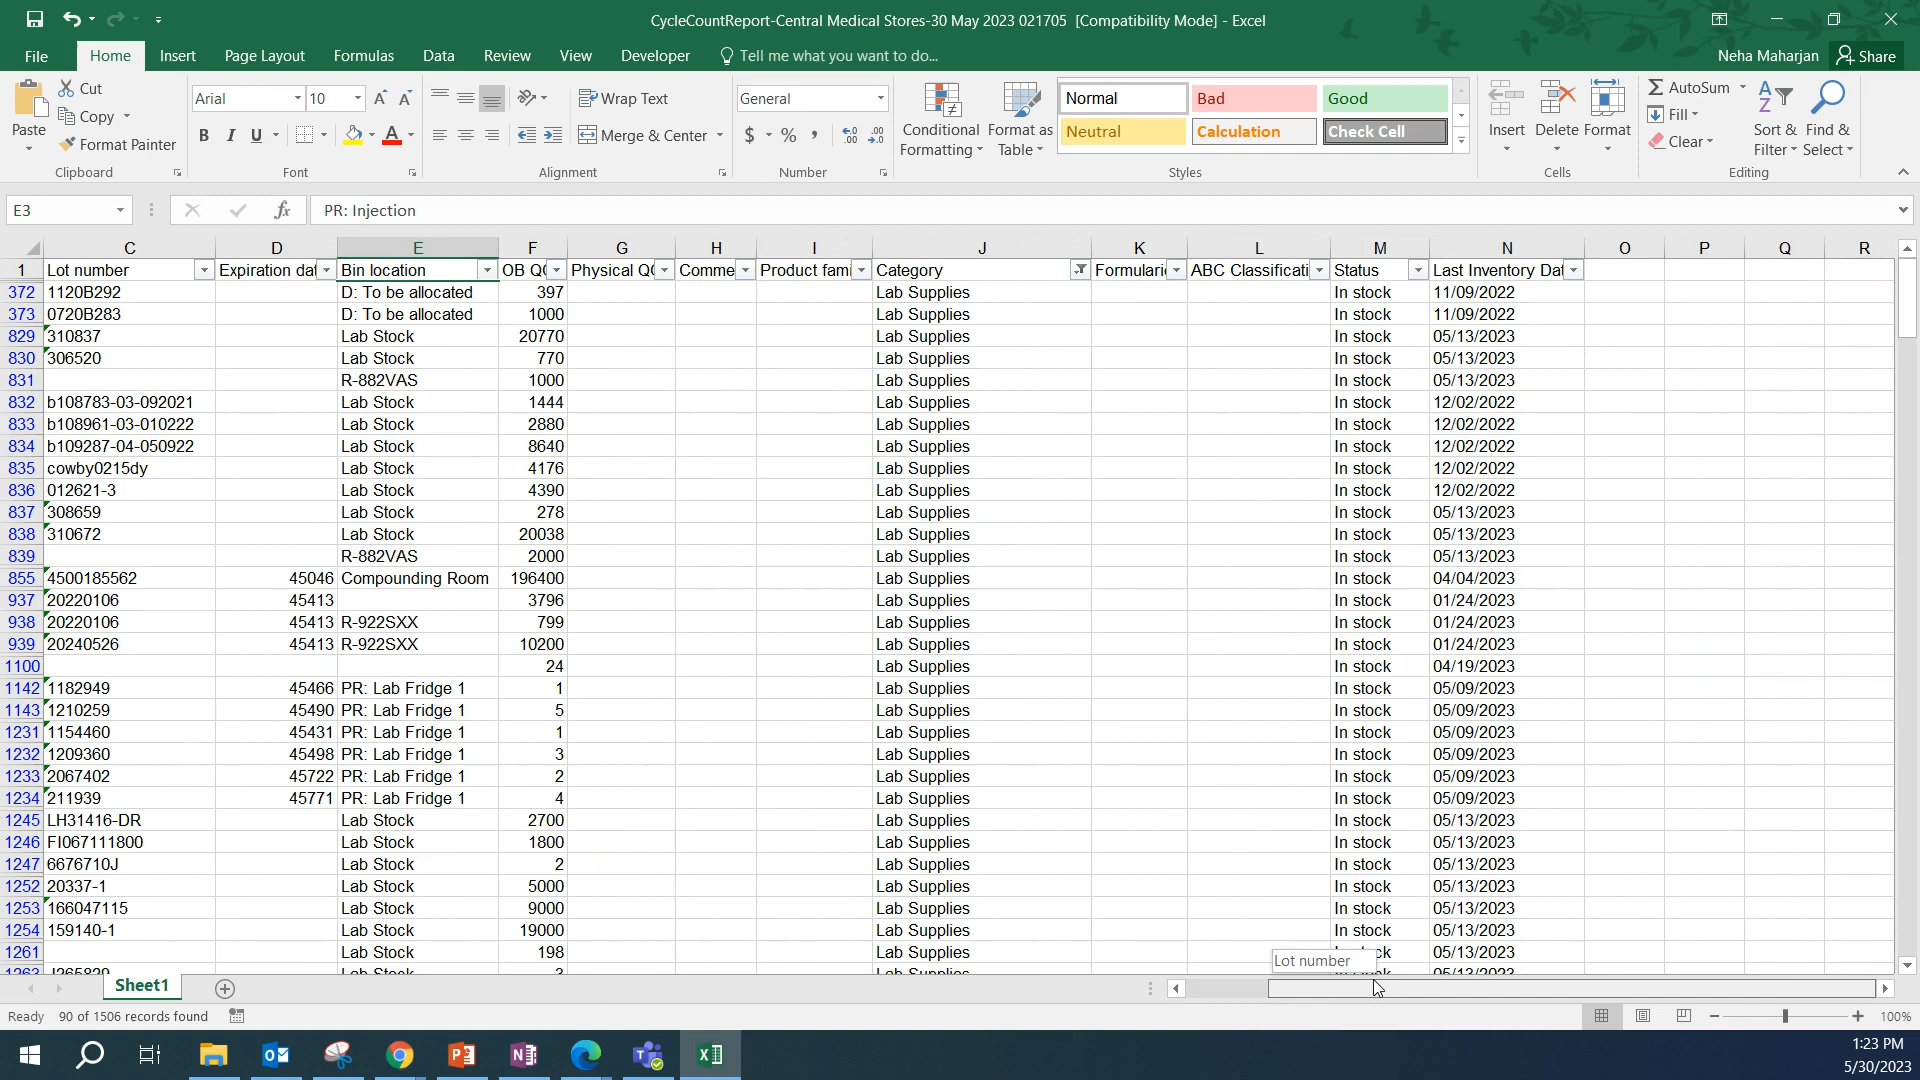 CycleCountReport-Central Medical Stores-30 May 2023 021705 [Compatibility Mode] - Excel
File Home Insert Page Layout Formulas Data Review View Developer Tell me what you want to do... Neha Maharjan Share
Paste Cut Copy Format Painter Clipboard
Arial 10 B I U A Font
Wrap Text Merge & Center Alignment
General $ % , Number
Conditional Formatting Format as Table
Normal Bad Good
Neutral Calculation Check Cell
Styles
Insert Delete Format Cells
AutoSum Fill Clear Sort & Filter Find & Select Editing
E3 fx PR: Injection
C D E F G H I J K L M N O P Q R
1 Lot number Expiration dat Bin location OB Q Physical Q Comme Product fami Category Formulari ABC Classificati Status Last Inventory Dat
372 1120B292 D: To be allocated 397 Lab Supplies In stock 11/09/2022
373 0720B283 D: To be allocated 1000 Lab Supplies In stock 11/09/2022
829 310837 Lab Stock 20770 Lab Supplies In stock 05/13/2023
830 306520 Lab Stock 770 Lab Supplies In stock 05/13/2023
831 R-882VAS 1000 Lab Supplies In stock 05/13/2023
832 b108783-03-092021 Lab Stock 1444 Lab Supplies In stock 12/02/2022
833 b108961-03-010222 Lab Stock 2880 Lab Supplies In stock 12/02/2022
834 b109287-04-050922 Lab Stock 8640 Lab Supplies In stock 12/02/2022
835 cowby0215dy Lab Stock 4176 Lab Supplies In stock 12/02/2022
836 012621-3 Lab Stock 4390 Lab Supplies In stock 12/02/2022
837 308659 Lab Stock 278 Lab Supplies In stock 05/13/2023
838 310672 Lab Stock 20038 Lab Supplies In stock 05/13/2023
839 R-882VAS 2000 Lab Supplies In stock 05/13/2023
855 4500185562 45046 Compounding Room 196400 Lab Supplies In stock 04/04/2023
937 20220106 45413 3796 Lab Supplies In stock 01/24/2023
938 20220106 45413 R-922SXX 799 Lab Supplies In stock 01/24/2023
939 20240526 45413 R-922SXX 10200 Lab Supplies In stock 01/24/2023
1100 24 Lab Supplies In stock 04/19/2023
1142 1182949 45466 PR: Lab Fridge 1 1 Lab Supplies In stock 05/09/2023
1143 1210259 45490 PR: Lab Fridge 1 5 Lab Supplies In stock 05/09/2023
1231 1154460 45431 PR: Lab Fridge 1 1 Lab Supplies In stock 05/09/2023
1232 1209360 45498 PR: Lab Fridge 1 3 Lab Supplies In stock 05/09/2023
1233 2067402 45722 PR: Lab Fridge 1 2 Lab Supplies In stock 05/09/2023
1234 211939 45771 PR: Lab Fridge 1 4 Lab Supplies In stock 05/09/2023
1245 LH31416-DR Lab Stock 2700 Lab Supplies In stock 05/13/2023
1246 FI067111800 Lab Stock 1800 Lab Supplies In stock 05/13/2023
1247 6676710J Lab Stock 2 Lab Supplies In stock 05/13/2023
1252 20337-1 Lab Stock 5000 Lab Supplies In stock 05/13/2023
1253 166047115 Lab Stock 9000 Lab Supplies In stock 05/13/2023
1254 159140-1 Lab Stock 19000 Lab Supplies In stock 05/13/2023
1261 Lab Stock 198 Lab Supplies 05/13/2023
Lot number
Sheet1
Ready 90 of 1506 records found 100%
1:23 PM
5/30/2023